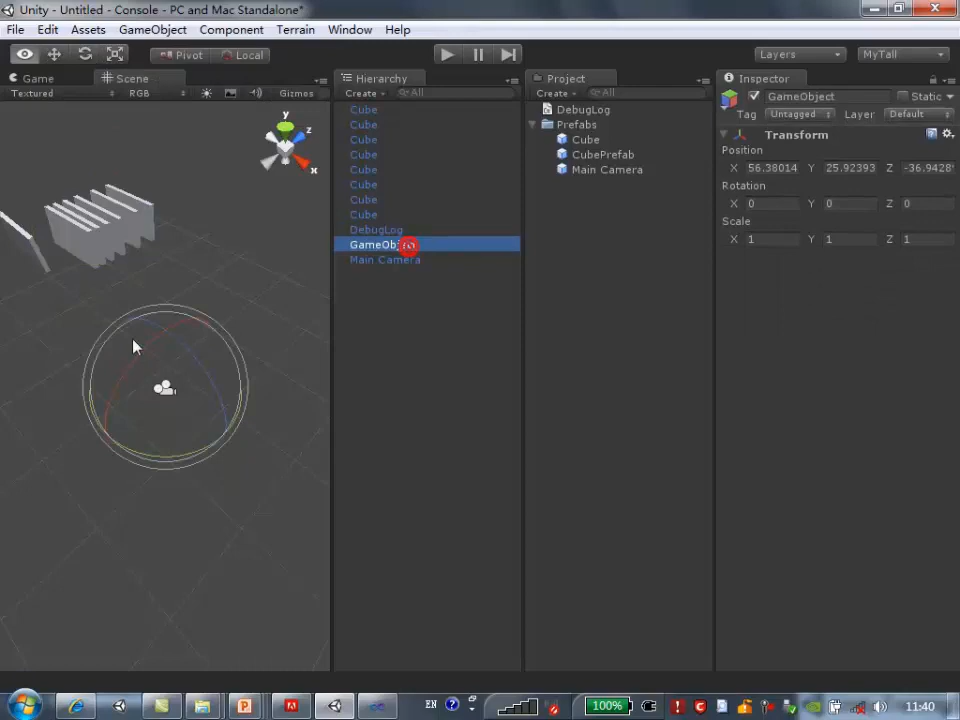 Unity - Untitled - Console - PC and Mac Standalone*
File Edit Assets GameObject Component Terrain Window Help
Pivot Local Layers MyTall
Game Scene Hierarchy Project Inspector
Textured RGB Gizmos Create All Create All
GameObject Static
Tag Untagged Layer Default
Transform
Position
X 56.38014 Y 25.92393 Z -36.9428
Rotation
X 0 Y 0 Z 0
Scale
X 1 Y 1 Z 1
Cube
Cube
Cube
Cube
Cube
Cube
Cube
Cube
DebugLog
Main Camera
DebugLog
Prefabs
Cube
CubePrefab
Main Camera
y
z
x
EN 100% 11:40